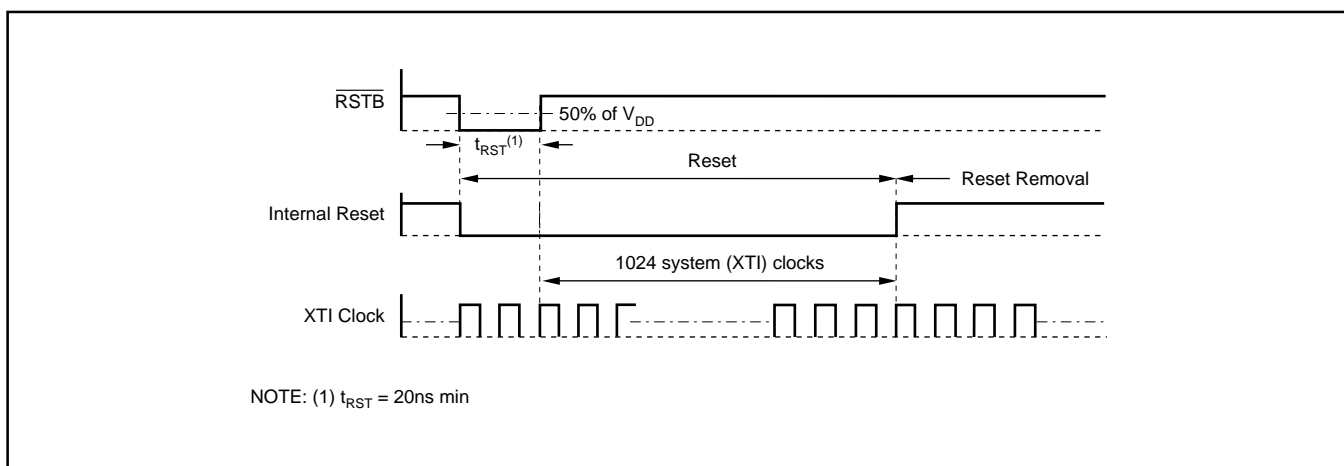 RSTB
50% of VDD
tRST(1)
Reset
Reset Removal
Internal Reset
1024 system (XTI) clocks
XTI Clock
NOTE: (1) tRST = 20ns min